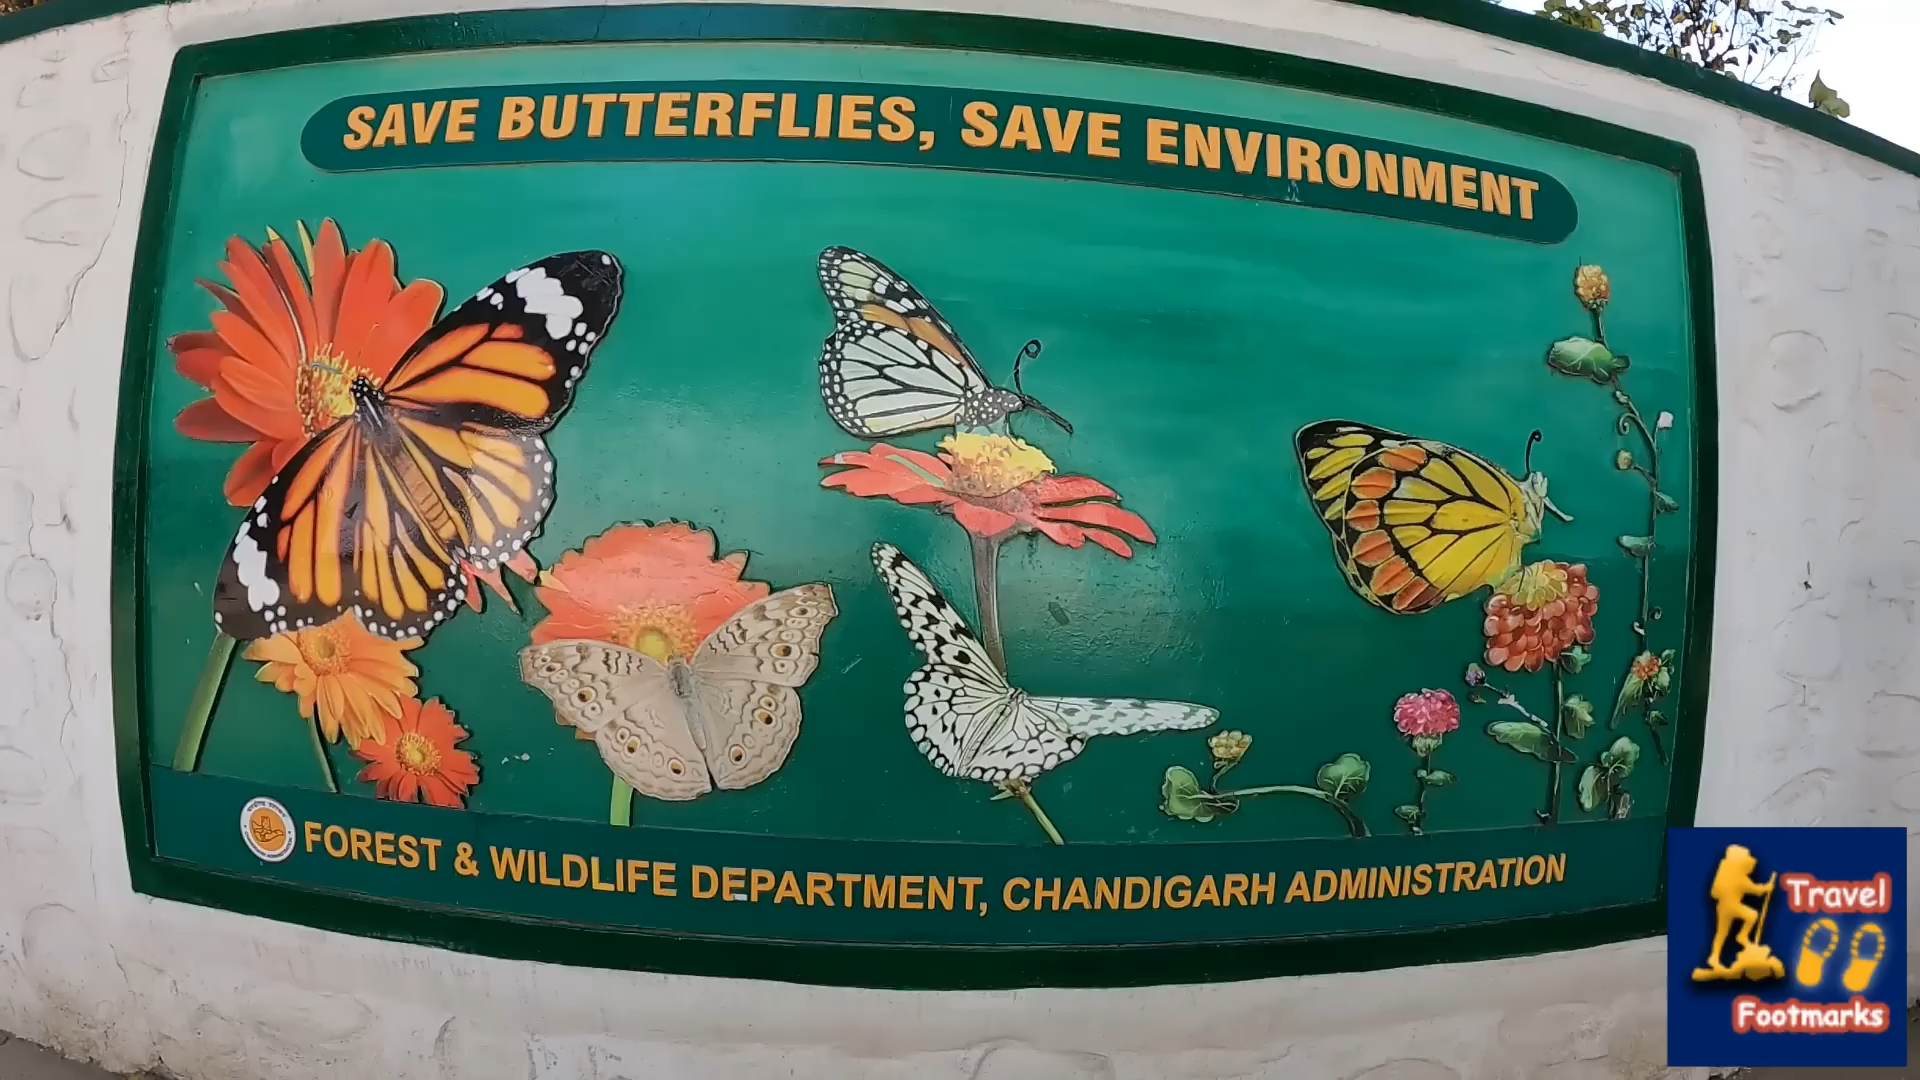 SAVE BUTTERFLIES, SAVE ENVIRONMENT
FOREST & WILDLIFE DEPARTMENT, CHANDIGARH ADMINISTRATION
Travel
Footmarks